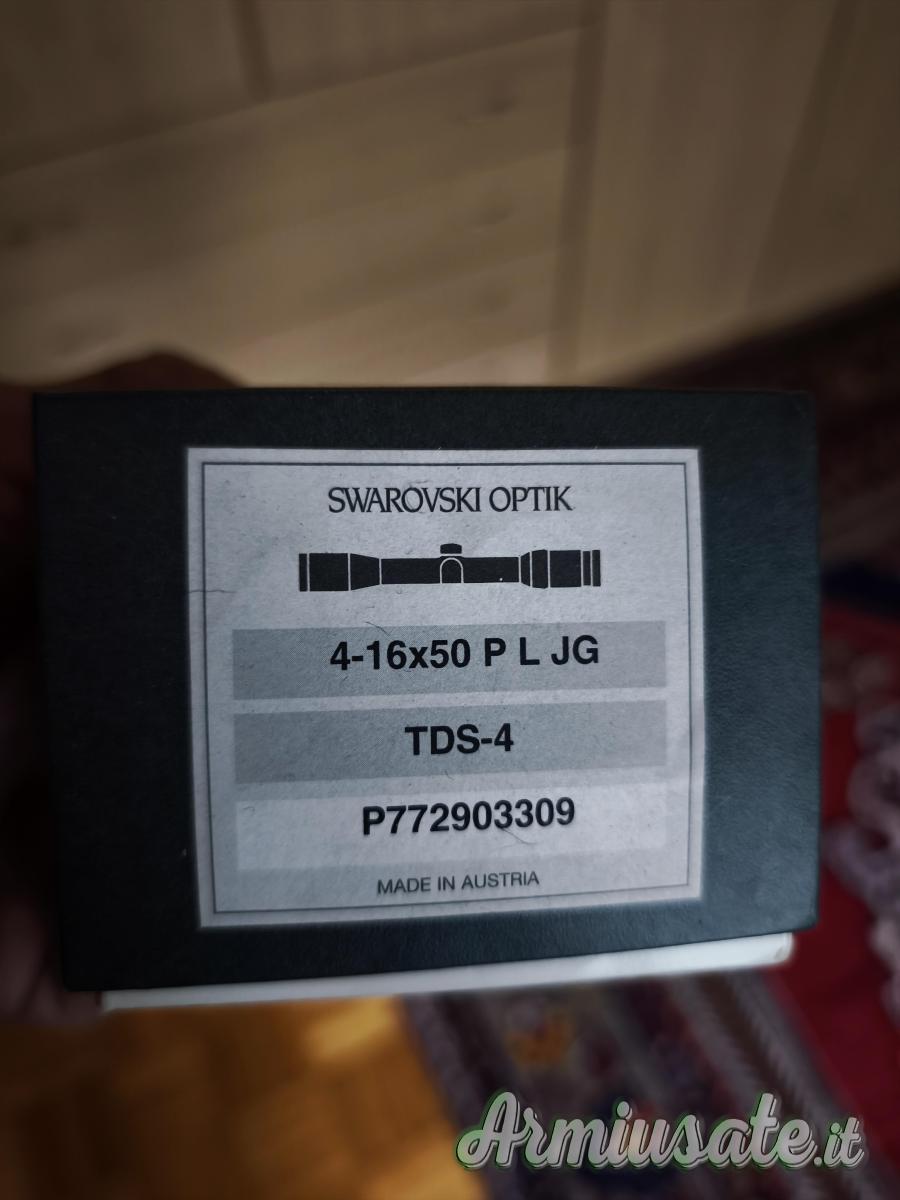 SWAROVSKI OPTIK
4-16x50 P L JG
TDS-4
P772903309
MADE IN AUSTRIA
Armiusate.it